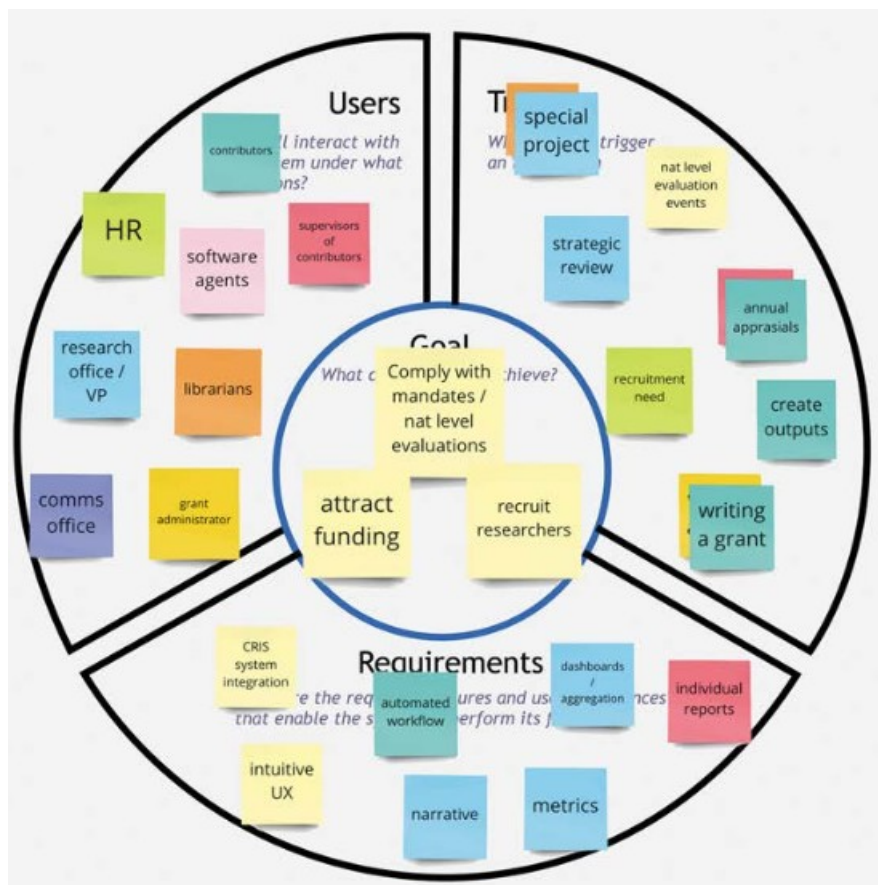 Users
ll interact with
em under what
ons?
contributors
HR
software
agents
supervisors
of
contributors
research
office /
VP
librarians
comms
office
grant
administrator
special
project
trigger
an
nat level
evaluation
events
strategic
review
annual
apprasials
recruitment
need
create
outputs
writing
a grant
Goal
What
chieve?
Comply with
mandates /
nat level
evaluations
attract
funding
recruit
researchers
Requirements
re the req ures and us nces
that enable the s perform its f
CRIS
system
integration
automated
workflow
dashboards
/
aggregation
individual
reports
intuitive
UX
narrative
metrics